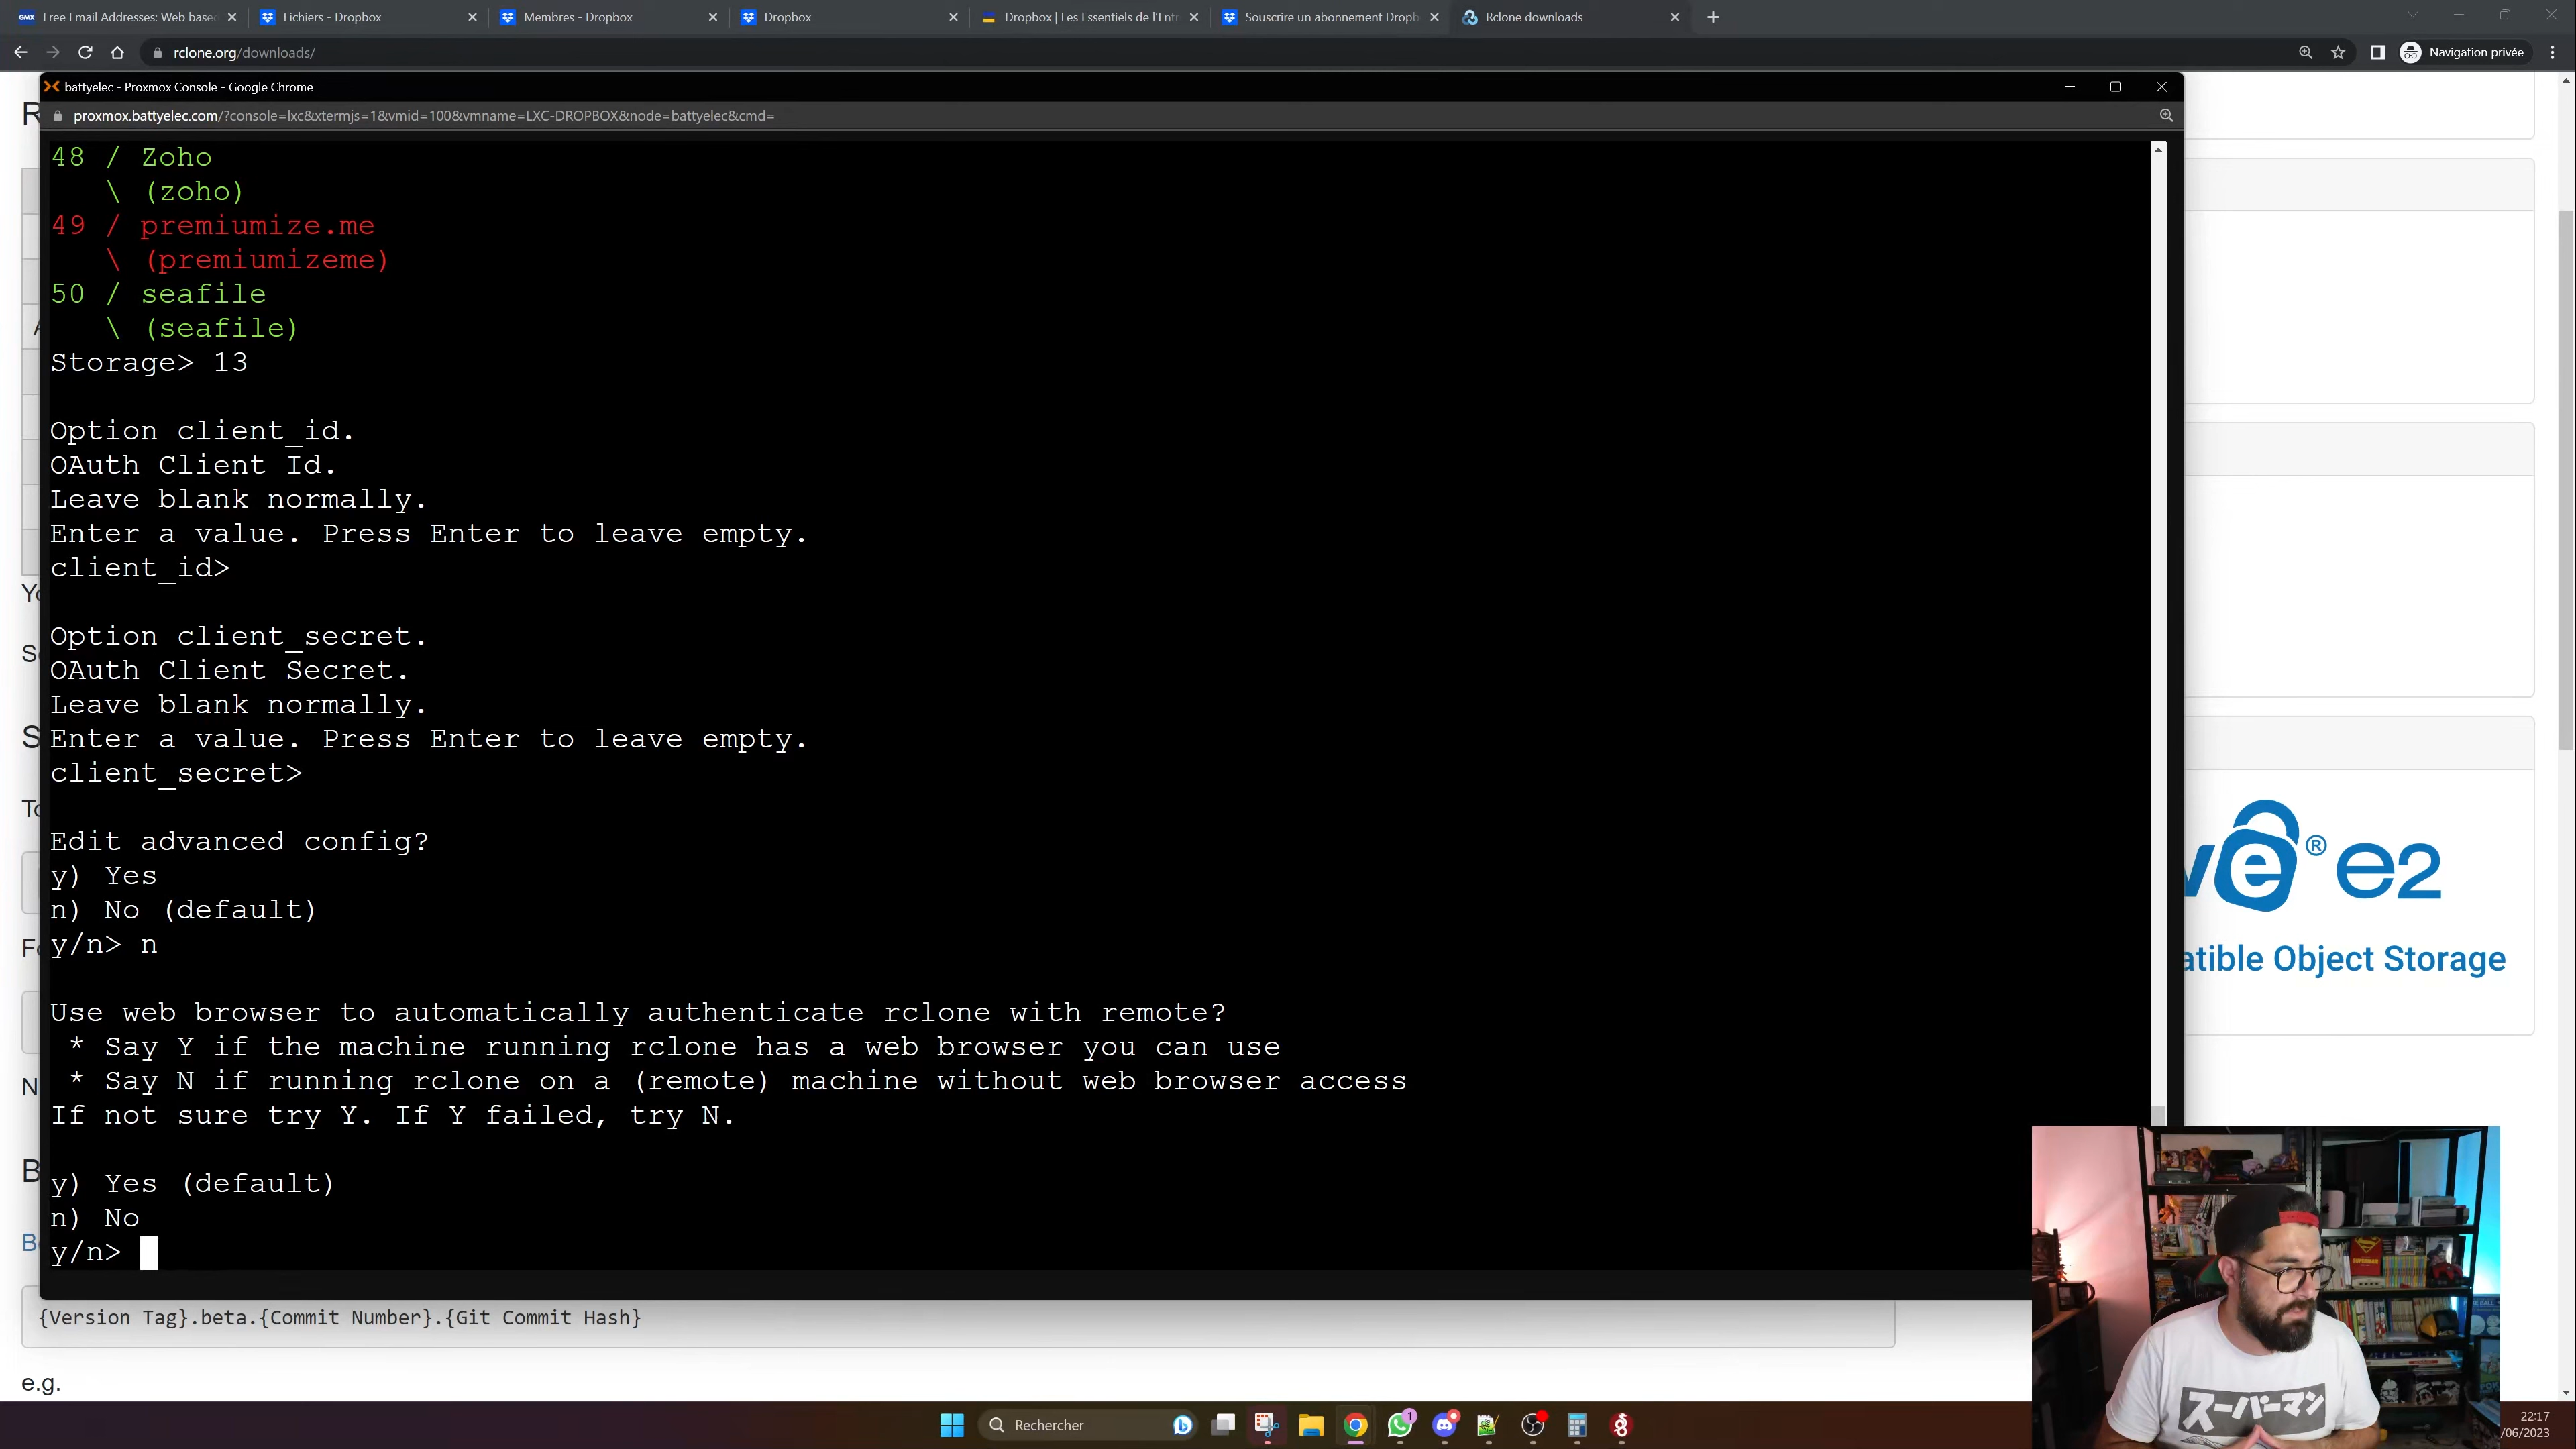 Free Email Addresses: Web based
Fichiers - Dropbox
Membres - Dropbox
Dropbox
Dropbox | Les Essentiels de l'Entr
Souscrire un abonnement Dropb
Rclone downloads
rclone.org/downloads/
Navigation privée
battyelec - Proxmox Console - Google Chrome
proxmox.battyelec.com/?console=lxc&xtermjs=1&vmid=100&vmname=LXC-DROPBOX&node=battyelec&cmd=
48 / Zoho
\ (zoho)
49 / premiumize.me
\ (premiumizeme)
50 / seafile
\ (seafile)
Storage> 13
Option client_id.
OAuth Client Id.
Leave blank normally.
Enter a value. Press Enter to leave empty.
client_id>
Option client_secret.
OAuth Client Secret.
Leave blank normally.
Enter a value. Press Enter to leave empty.
client_secret>
Edit advanced config?
y) Yes
n) No (default)
y/n> n
Use web browser to automatically authenticate rclone with remote?
* Say Y if the machine running rclone has a web browser you can use
* Say N if running rclone on a (remote) machine without web browser access
If not sure try Y. If Y failed, try N.
y) Yes (default)
n) No
y/n>
e® e2
atible Object Storage
{Version Tag}.beta.{Commit Number}.{Git Commit Hash}
e.g.
スーパーマン
Rechercher
22:17
/06/2023